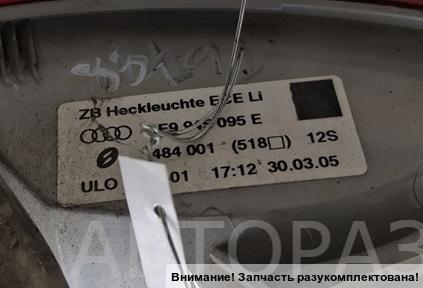 ZB Heckleuchte ECE Li
095 E
484 001 (518□) 12S
ULO 01 17:12 30.03.05
АВТОРАЗ
Внимание! Запчасть разукомплектована!